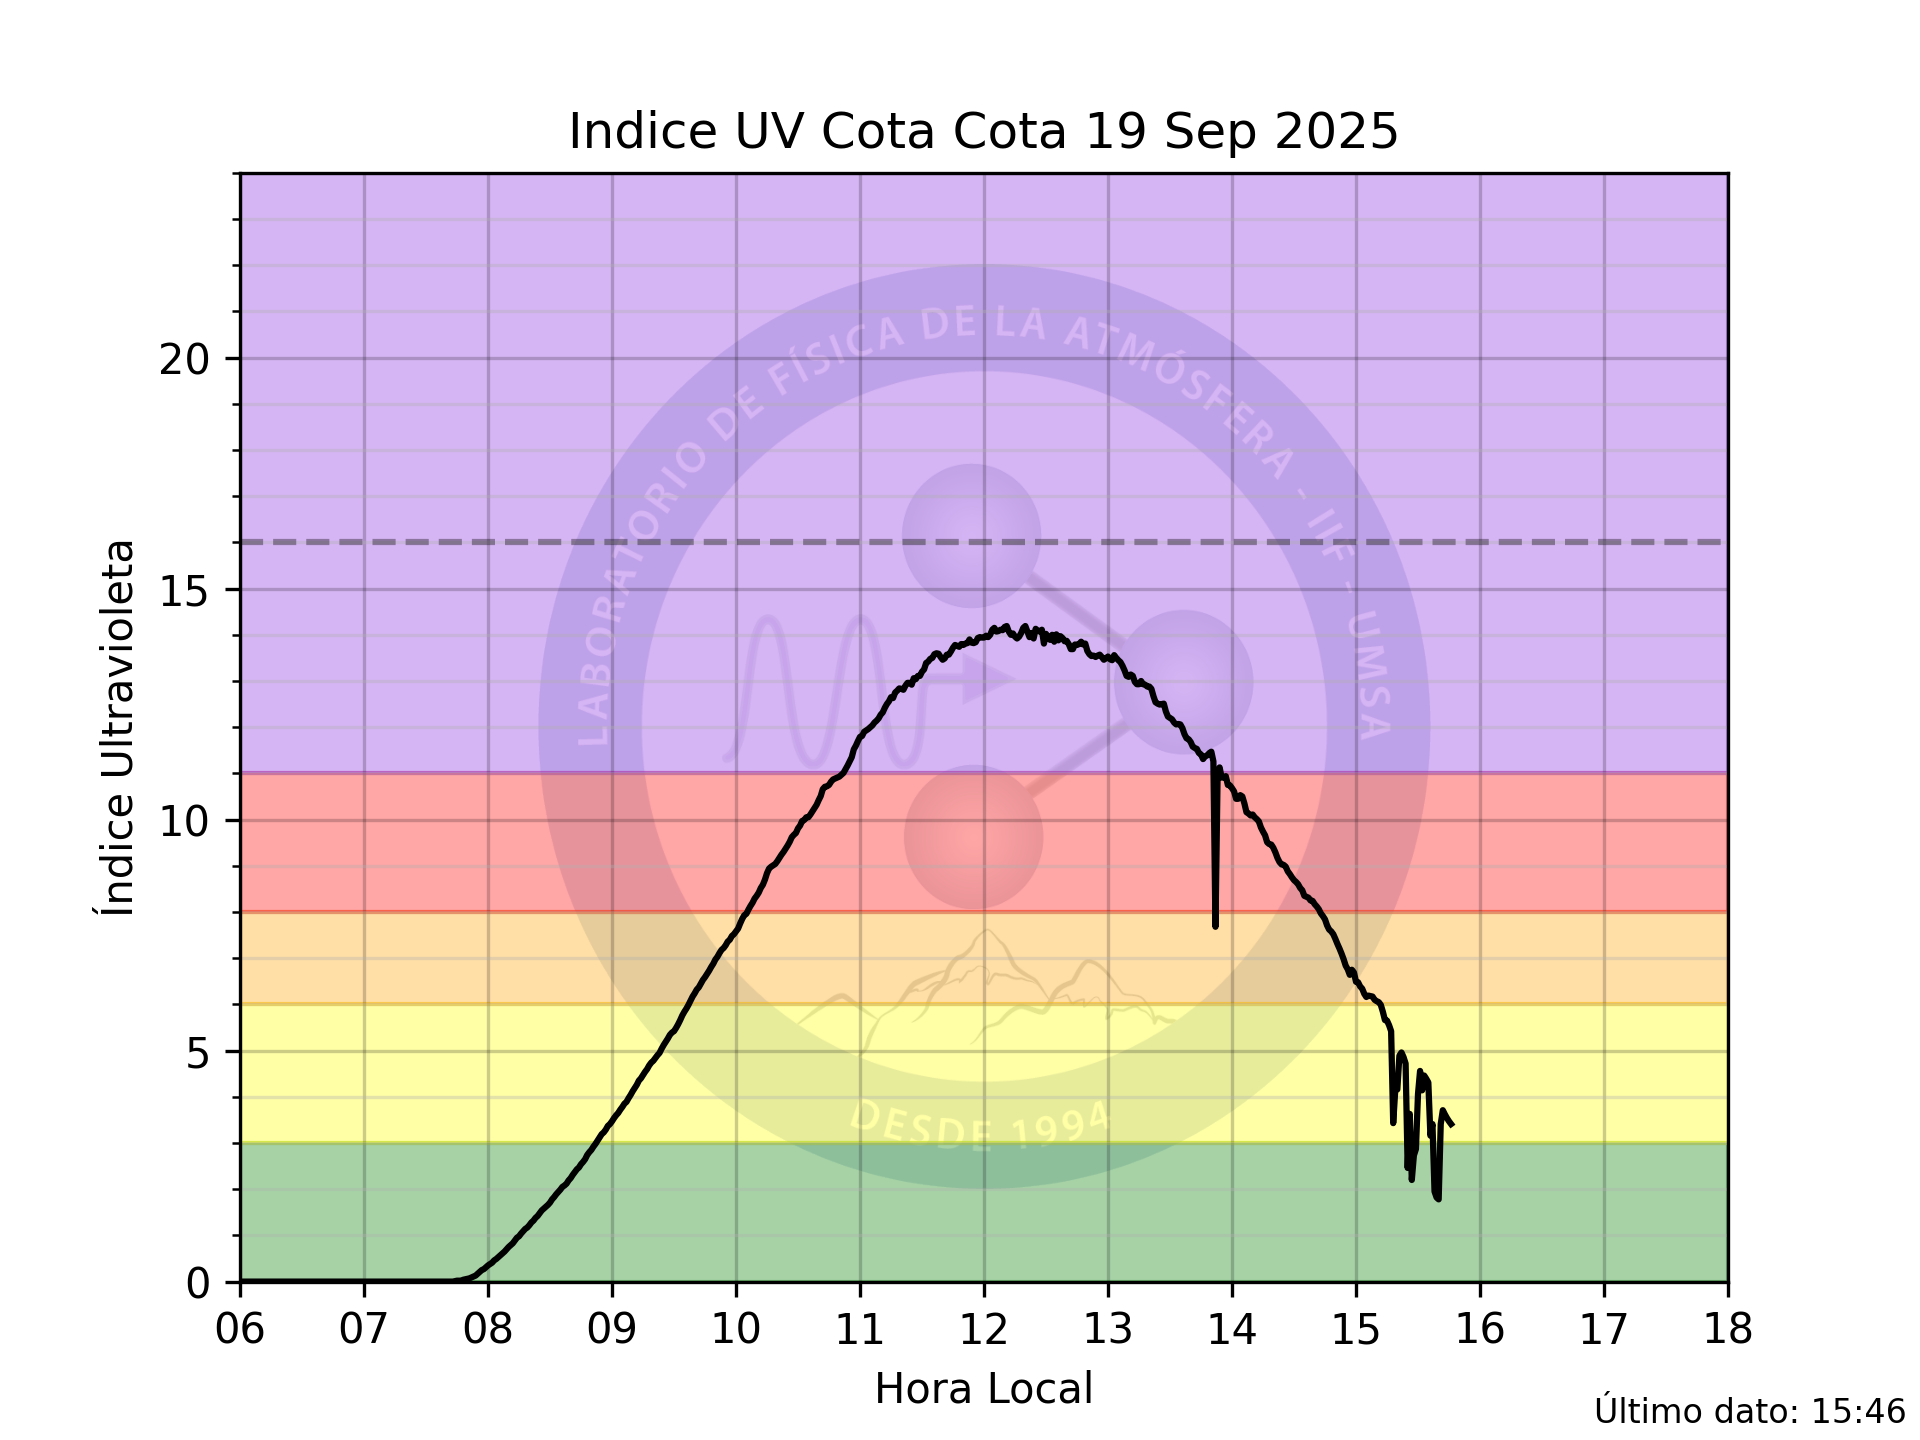 Indice UV Cota Cota 19 Sep 2025
Índice Ultravioleta
20
15
10
5
0
LABORATORIO DE FÍSICA DE LA ATMÓSFERA - IIF - UMSA
DESDE 1994
06 07 08 09 10 11 12 13 14 15 16 17 18
Hora Local
Último dato: 15:46